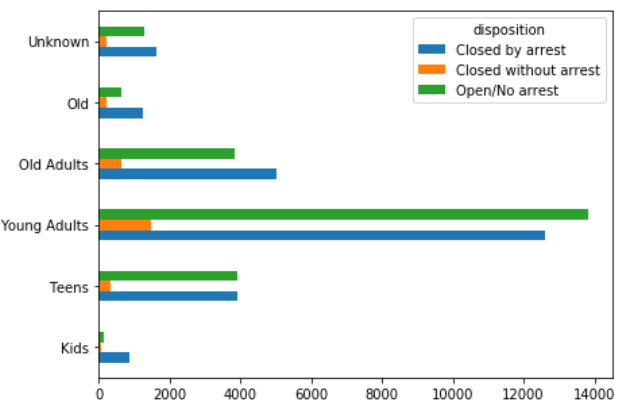 disposition
Closed by arrest
Closed without arrest
Open/No arrest
Unknown
Old
Old Adults
Young Adults
Teens
Kids
0 2000 4000 6000 8000 10000 12000 14000